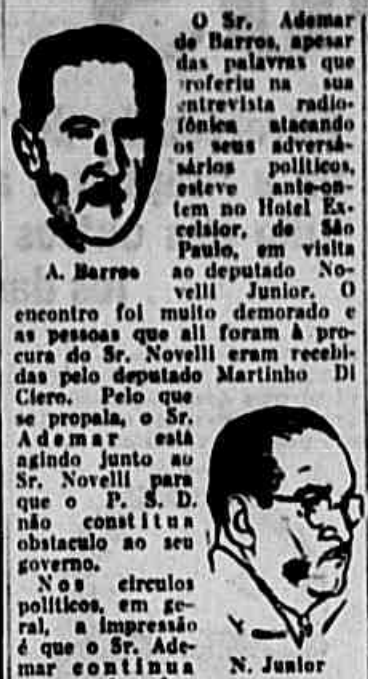 O Sr. Ademar
de Barros, apesar
das palavras que
proferiu na sua
entrevista radio-
fônica atacando
os seus adversá-
sários políticos,
esteve ante-on-
tem no Hotel Ex-
celsior, de São
Paulo, em visita
ao deputado No-
velli Junior. O
A. Barros
encontro foi muito demorado e
as pessoas que ali foram à pro-
cura do Sr. Novelli eram recebi-
das pelo deputado Martinho Di
Ciero. Pelo que
se propala, o Sr.
Ademar está
agindo junto ao
Sr. Novelli para
que o P. S. D.
não constitua
obstaculo ao seu
governo.
Nos circulos
politicos, em ge-
ral, a impressão
é que o Sr. Ade-
mar continua
N. Junior